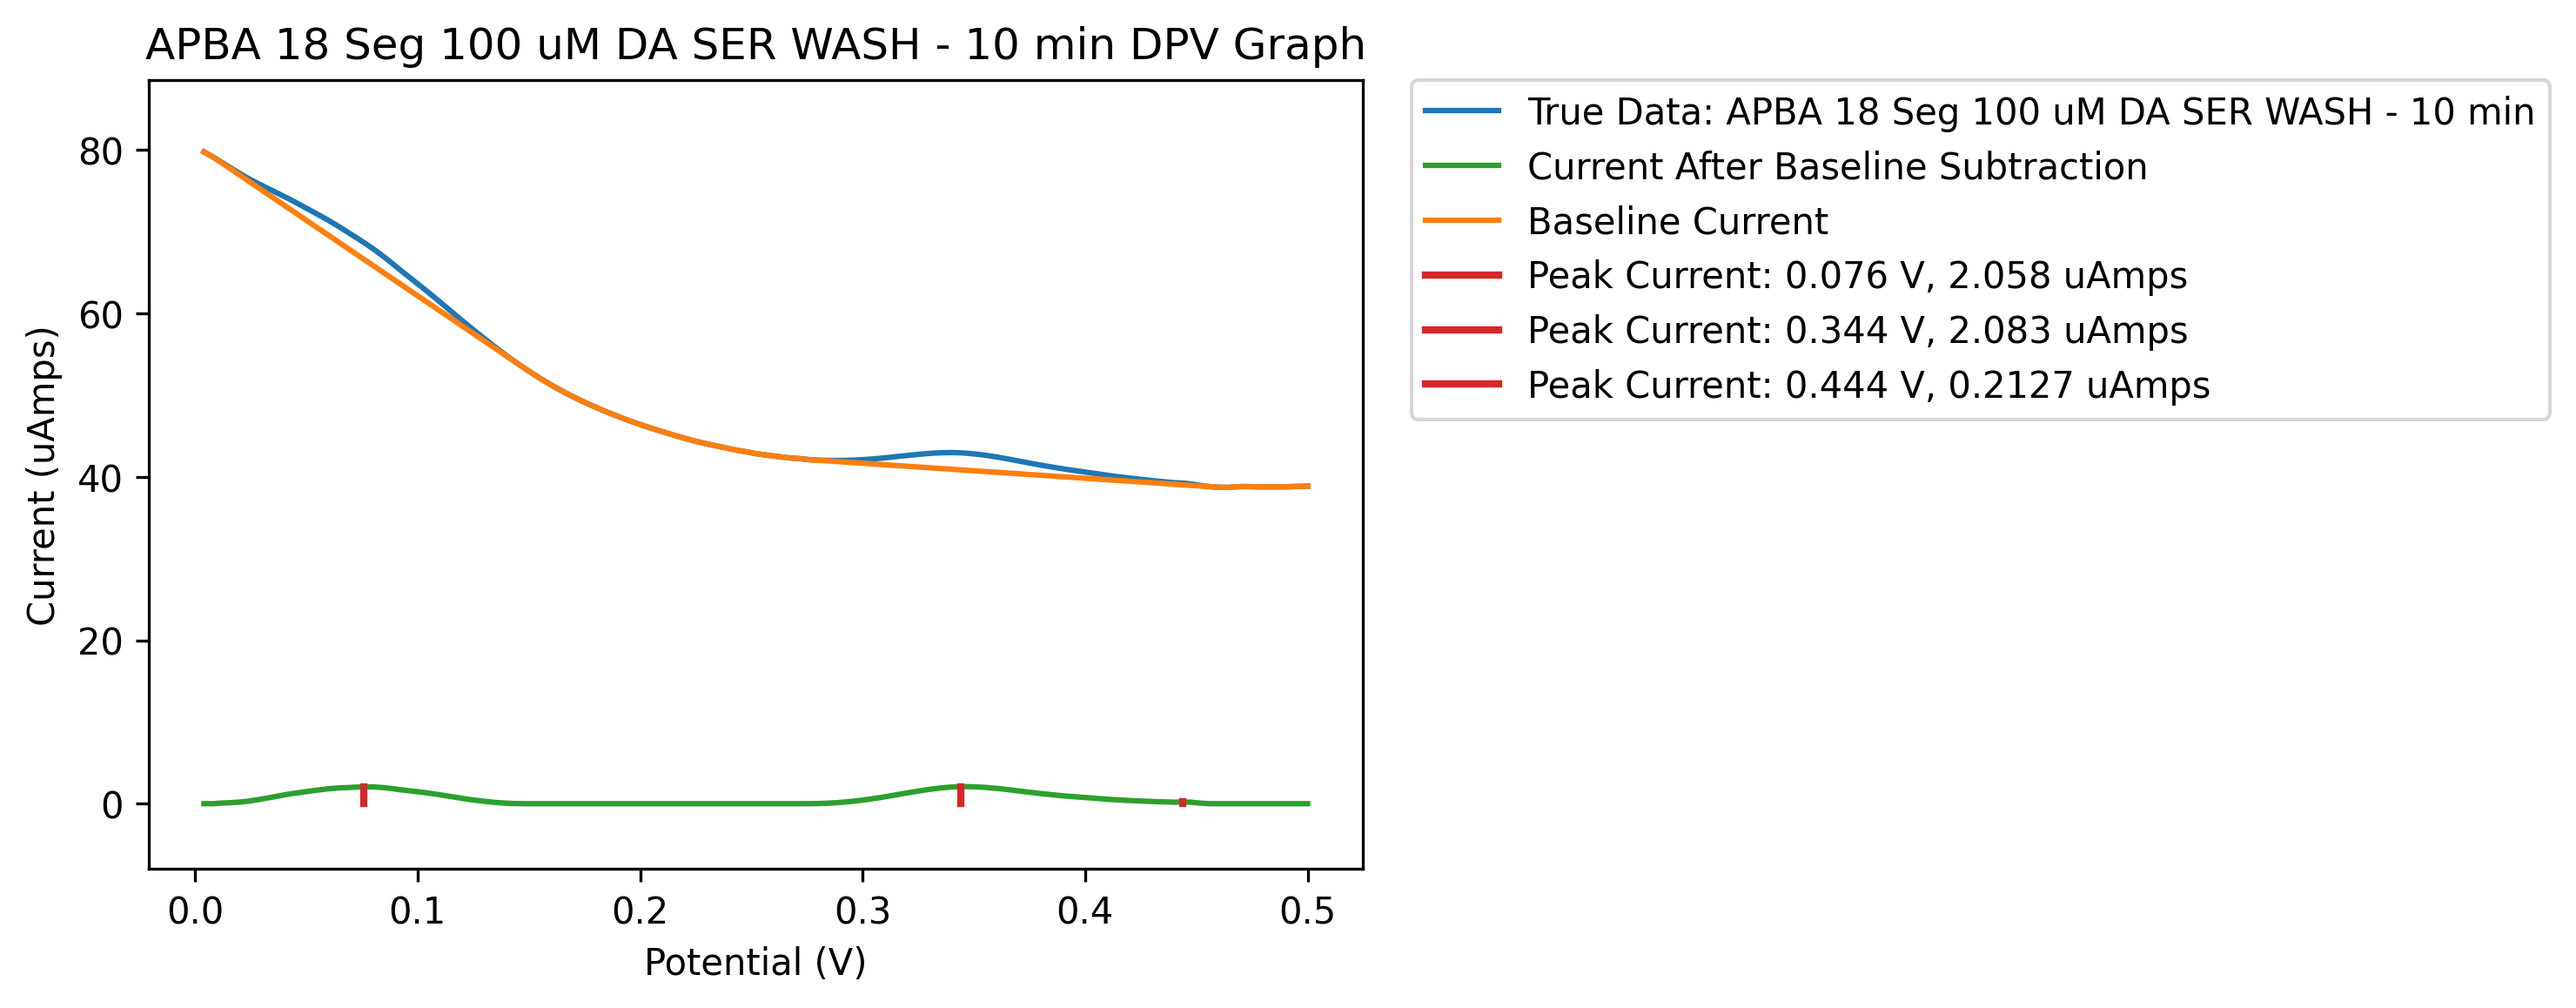 APBA 18 Seg 100 uM DA SER WASH - 10 min DPV Graph
True Data: APBA 18 Seg 100 uM DA SER WASH - 10 min
Current After Baseline Subtraction
Baseline Current
Peak Current: 0.076 V, 2.058 uAmps
Peak Current: 0.344 V, 2.083 uAmps
Peak Current: 0.444 V, 0.2127 uAmps
Current (uAmps)
80
60
40
20
0
0.0 0.1 0.2 0.3 0.4 0.5
Potential (V)